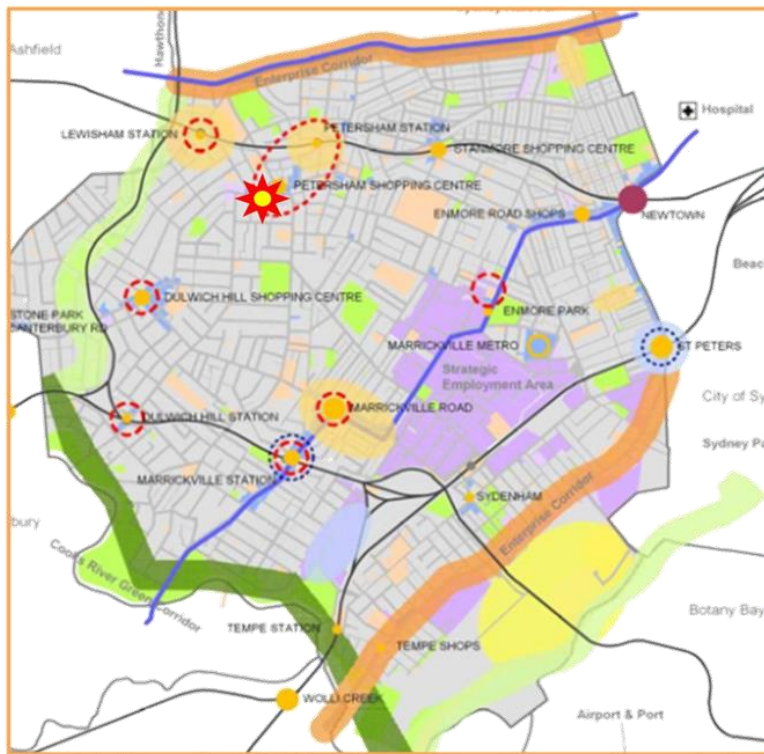 Ashfield
Hawthorne
Enterprise Corridor
Hospital
LEWISHAM STATION
PETERSHAM STATION
STANMORE SHOPPING CENTRE
PETERSHAM SHOPPING CENTRE
ENMORE ROAD SHOPS
NEWTOWN
DULWICH HILL SHOPPING CENTRE
STONE PARK
CANTERBURY RD
ENMORE PARK
MARRICKVILLE METRO
ST PETERS
Strategic
Employment Area
City of Sy
DULWICH HILL STATION
MARRICKVILLE ROAD
Sydney Pa
MARRICKVILLE STATION
SYDENHAM
Enterprise Corridor
bury
Cooks River Green Corridor
Botany Bay
TEMPE STATION
TEMPE SHOPS
WOLLI CREEK
Airport & Port